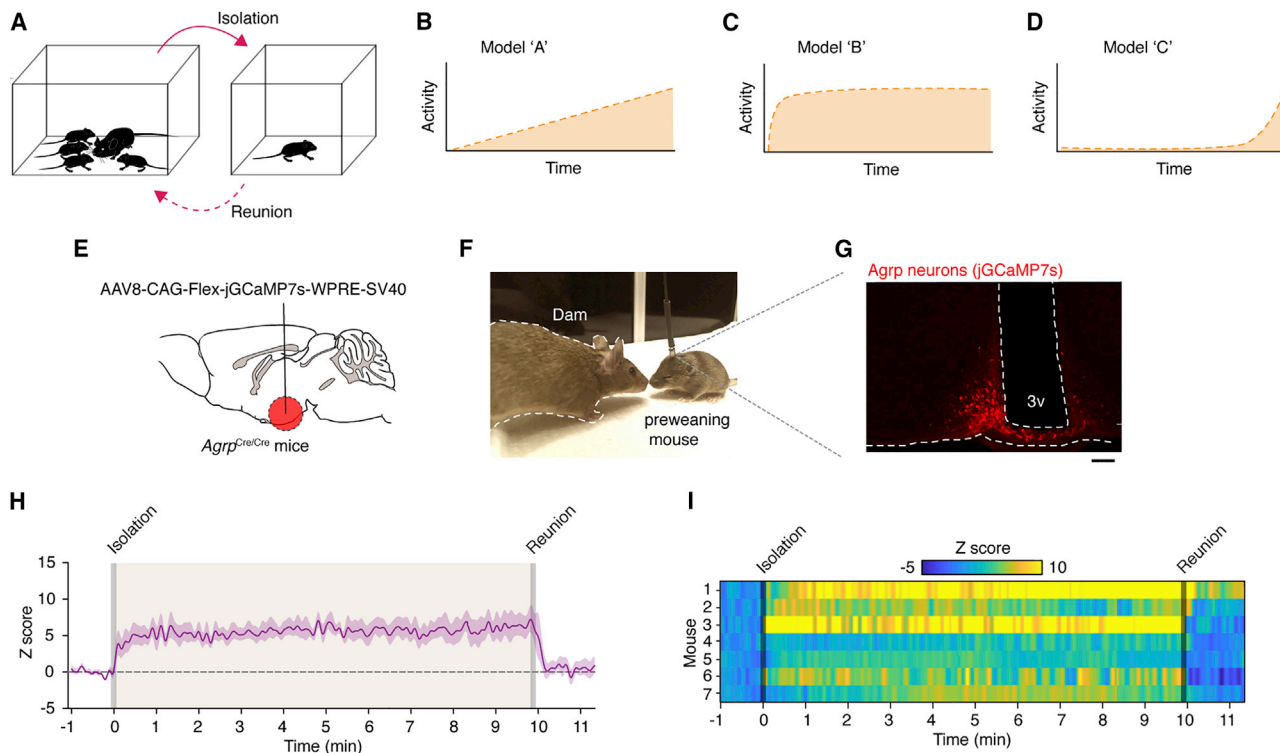 A
Isolation
Reunion
B
Model ‘A’
Activity
Time
C
Model ‘B’
Activity
Time
D
Model ‘C’
Activity
Time
E
AAV8-CAG-Flex-jGCaMP7s-WPRE-SV40
Agrp^Cre/Cre mice
F
Dam
preweaning
mouse
G
Agrp neurons (jGCaMP7s)
3v
H
Isolation
Reunion
Z score
15
10
5
0
-5
-1 0 1 2 3 4 5 6 7 8 9 10 11
Time (min)
I
Isolation
Z score
-5 10
Reunion
Mouse
1
2
3
4
5
6
7
-1 0 1 2 3 4 5 6 7 8 9 10 11
Time (min)